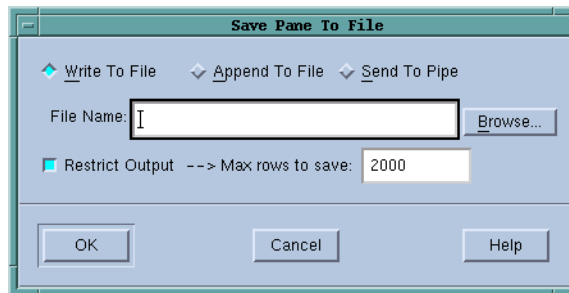 Save Pane To File
Write To File Append To File Send To Pipe
File Name: Browse...
Restrict Output --> Max rows to save: 2000
OK Cancel Help